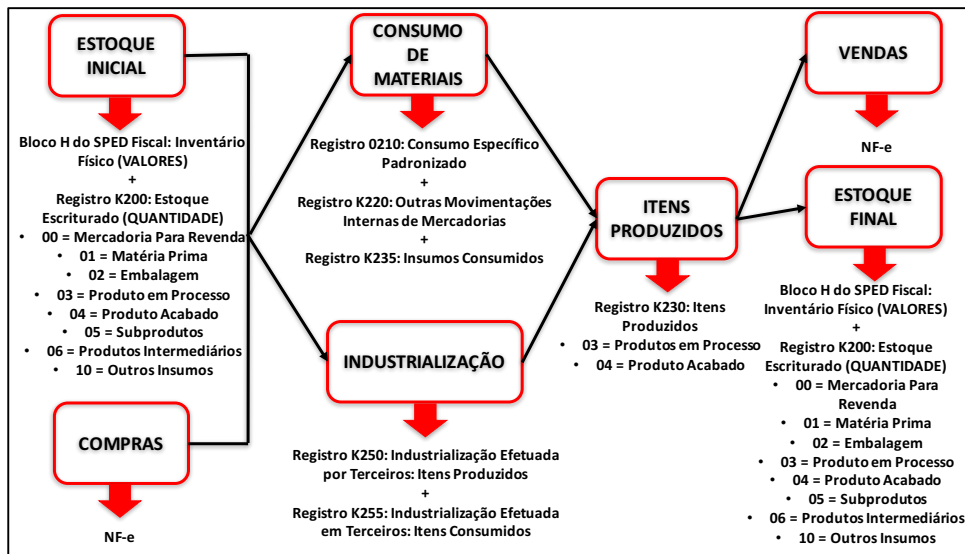 ESTOQUE
INICIAL
Bloco H do SPED Fiscal: Inventário
Físico (VALORES)
+
Registro K200: Estoque
Escriturado (QUANTIDADE)
• 00 = Mercadoria Para Revenda
• 01 = Matéria Prima
• 02 = Embalagem
• 03 = Produto em Processo
• 04 = Produto Acabado
• 05 = Subprodutos
• 06 = Produtos Intermediários
• 10 = Outros Insumos
COMPRAS
NF-e
CONSUMO
DE
MATERIAIS
Registro 0210: Consumo Específico
Padronizado
+
Registro K220: Outras Movimentações
Internas de Mercadorias
+
Registro K235: Insumos Consumidos
INDUSTRIALIZAÇÃO
Registro K250: Industrialização Efetuada
por Terceiros: Itens Produzidos
+
Registro K255: Industrialização Efetuada
em Terceiros: Itens Consumidos
ITENS
PRODUZIDOS
Registro K230: Itens
Produzidos
• 03 = Produtos em Processo
• 04 = Produto Acabado
VENDAS
NF-e
ESTOQUE
FINAL
Bloco H do SPED Fiscal:
Inventário Físico (VALORES)
+
Registro K200: Estoque
Escriturado (QUANTIDADE)
• 00 = Mercadoria Para
Revenda
• 01 = Matéria Prima
• 02 = Embalagem
• 03 = Produto em Processo
• 04 = Produto Acabado
• 05 = Subprodutos
• 06 = Produtos Intermediários
• 10 = Outros Insumos